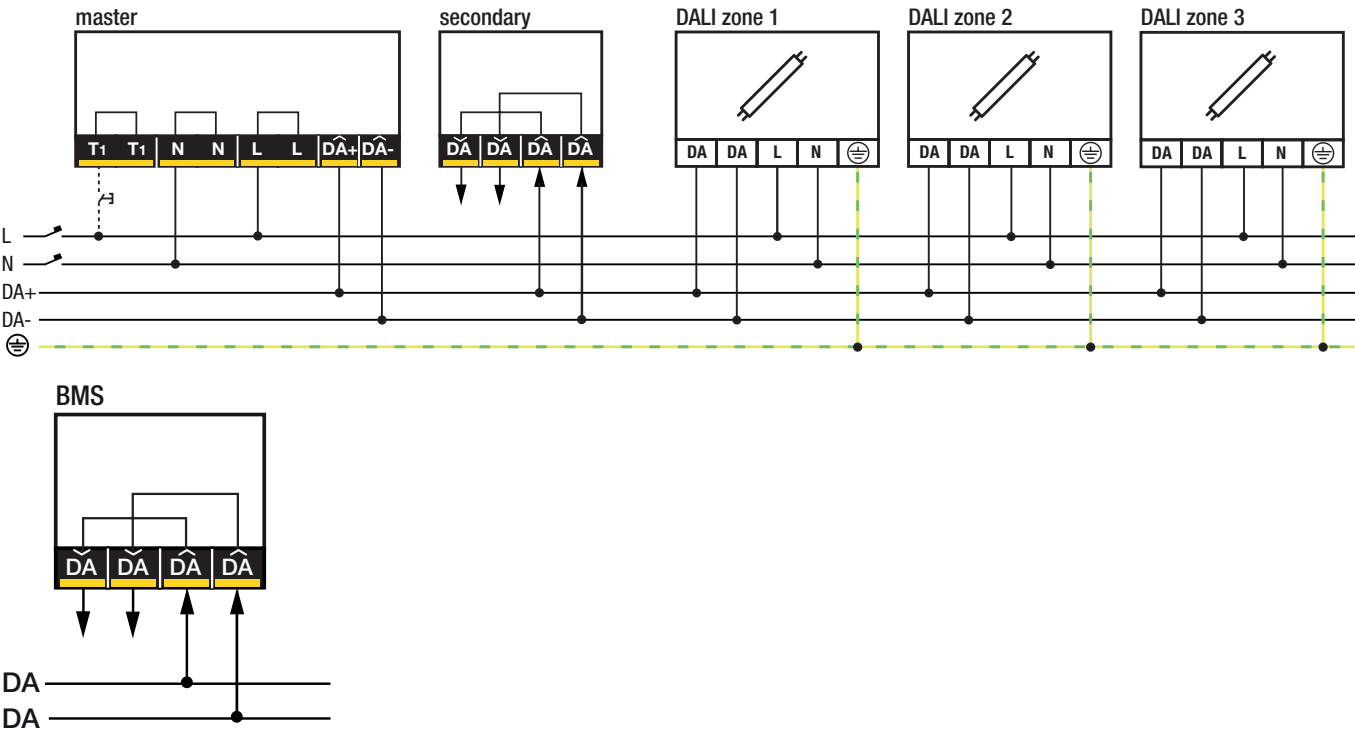 master secondary DALI zone 1 DALI zone 2 DALI zone 3
T1 T1 N N L L DA+ DA- DA DA DA DA DA DA L N DA DA L N DA DA L N
L
N
DA+
DA-
BMS
DA DA DA DA
DA
DA